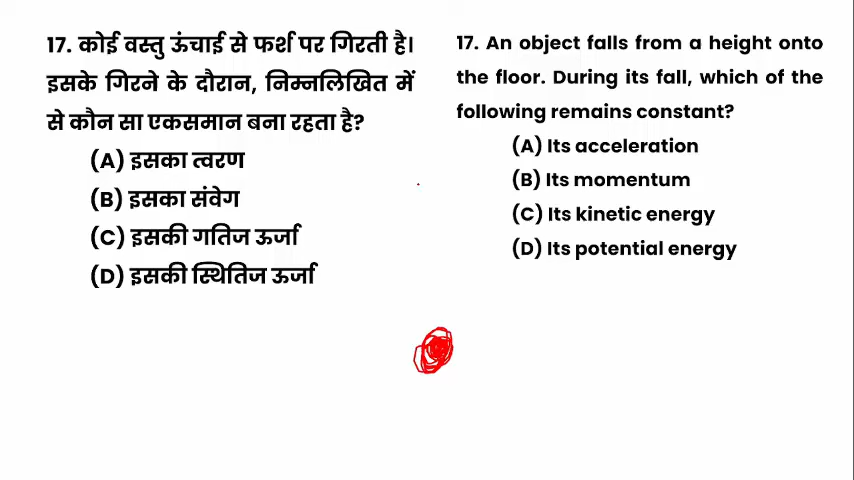 17. कोई वस्तु ऊंचाई से फर्श पर गिरती है।
इसके गिरने के दौरान, निम्नलिखित में
से कौन सा एकसमान बना रहता है?
(A) इसका त्वरण
(B) इसका संवेग
(C) इसकी गतिज ऊर्जा
(D) इसकी स्थितिज ऊर्जा
17. An object falls from a height onto
the floor. During its fall, which of the
following remains constant?
(A) Its acceleration
(B) Its momentum
(C) Its kinetic energy
(D) Its potential energy